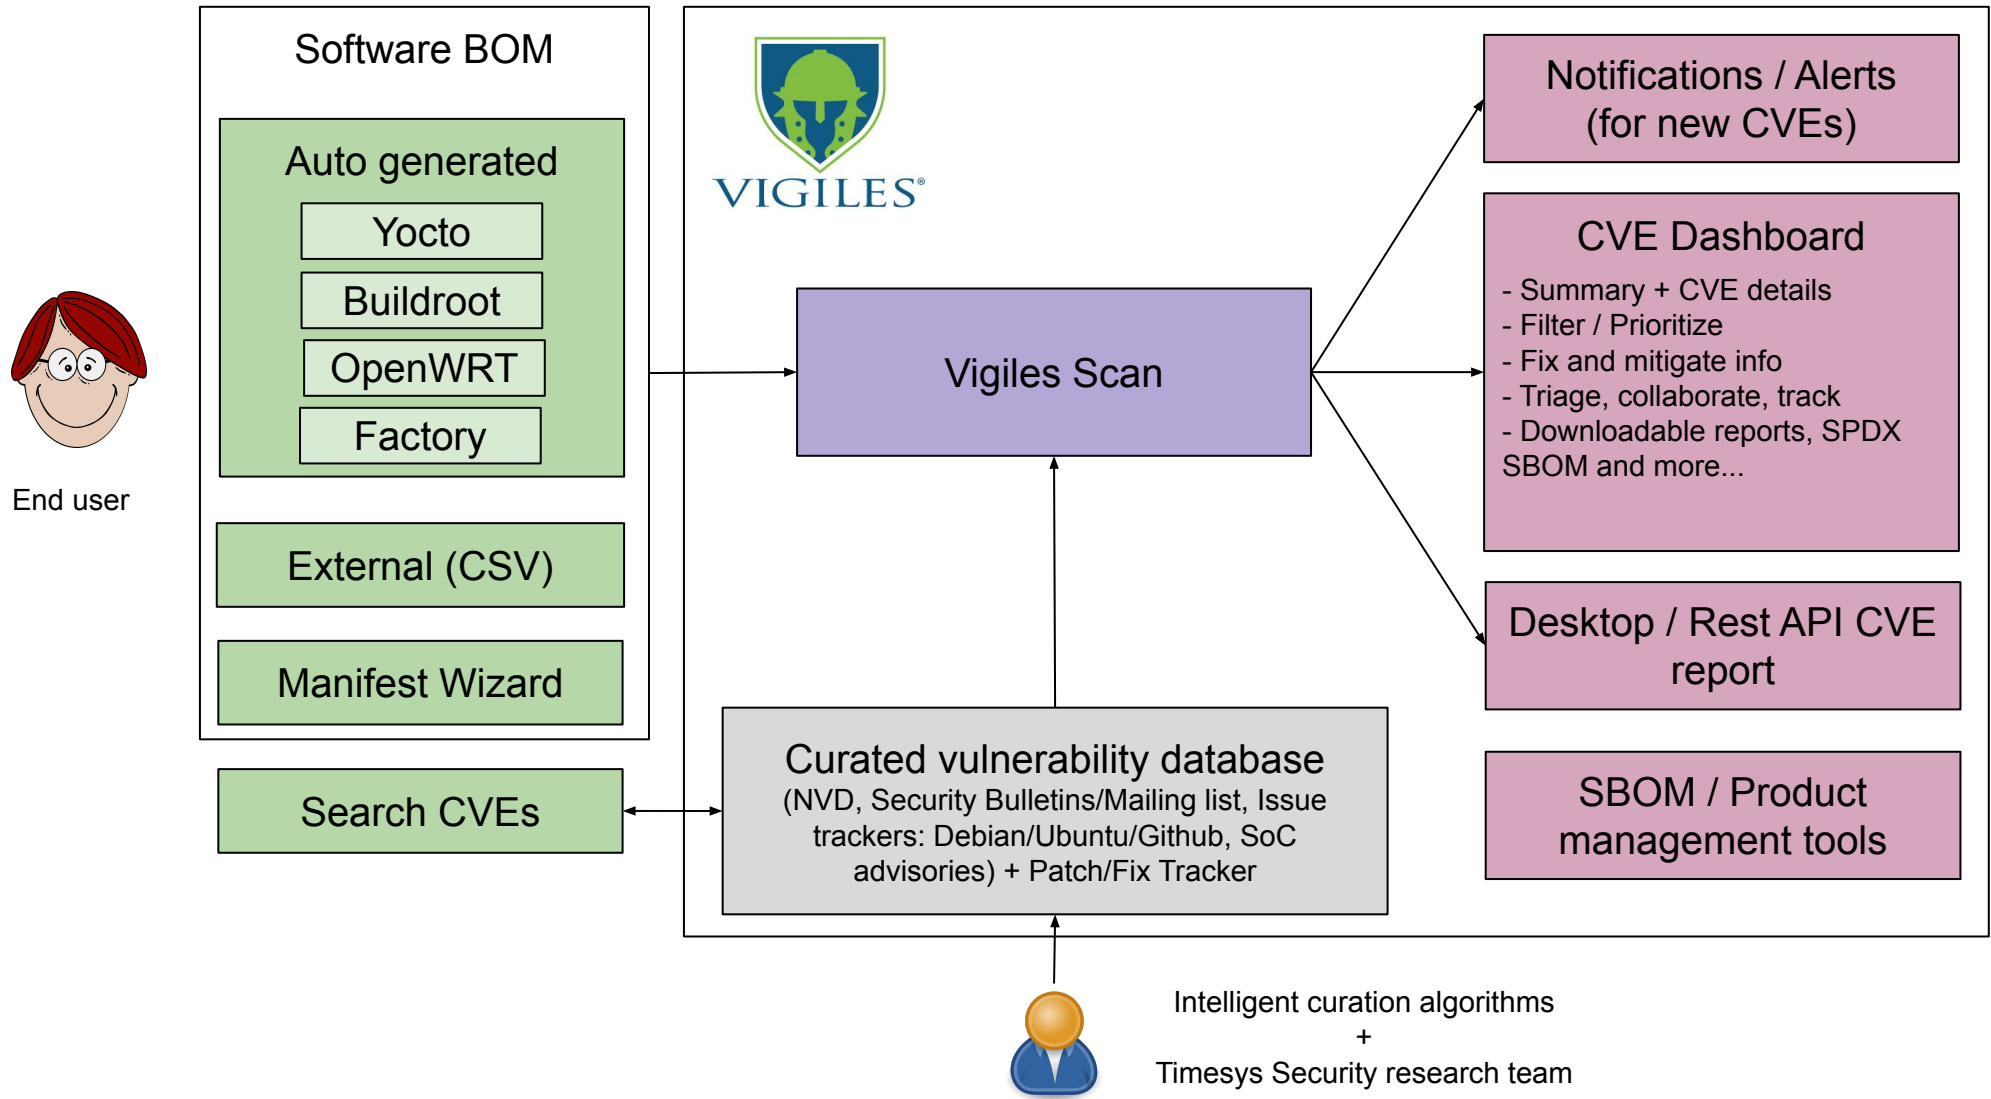 Software BOM
Auto generated
Yocto
Buildroot
OpenWRT
Factory
External (CSV)
Manifest Wizard
Search CVEs
End user
VIGILES®
Vigiles Scan
Curated vulnerability database
(NVD, Security Bulletins/Mailing list, Issue
trackers: Debian/Ubuntu/Github, SoC
advisories) + Patch/Fix Tracker
Notifications / Alerts
(for new CVEs)
CVE Dashboard
- Summary + CVE details
- Filter / Prioritize
- Fix and mitigate info
- Triage, collaborate, track
- Downloadable reports, SPDX
SBOM and more...
Desktop / Rest API CVE
report
SBOM / Product
management tools
Intelligent curation algorithms
+
Timesys Security research team